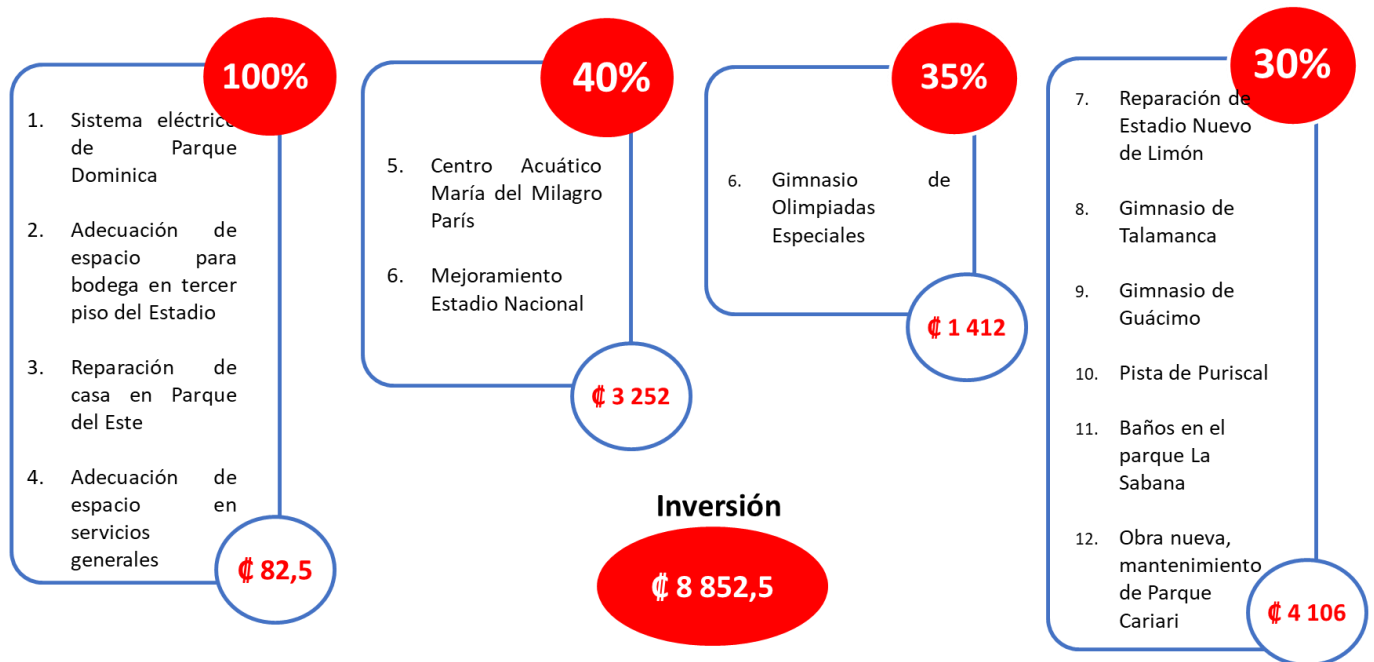 100%
1. Sistema eléctrico
de Parque
Dominica
2. Adecuación de
espacio para
bodega en tercer
piso del Estadio
3. Reparación de
casa en Parque
del Este
4. Adecuación de
espacio en
servicios
generales
₡ 82,5
40%
5. Centro Acuático
María del Milagro
París
6. Mejoramiento
Estadio Nacional
₡ 3 252
35%
6. Gimnasio de
Olimpiadas
Especiales
₡ 1 412
30%
7. Reparación de
Estadio Nuevo
de Limón
8. Gimnasio de
Talamanca
9. Gimnasio de
Guácimo
10. Pista de Puriscal
11. Baños en el
parque La
Sabana
12. Obra nueva,
mantenimiento
de Parque
Cariari
₡ 4 106
Inversión
₡ 8 852,5